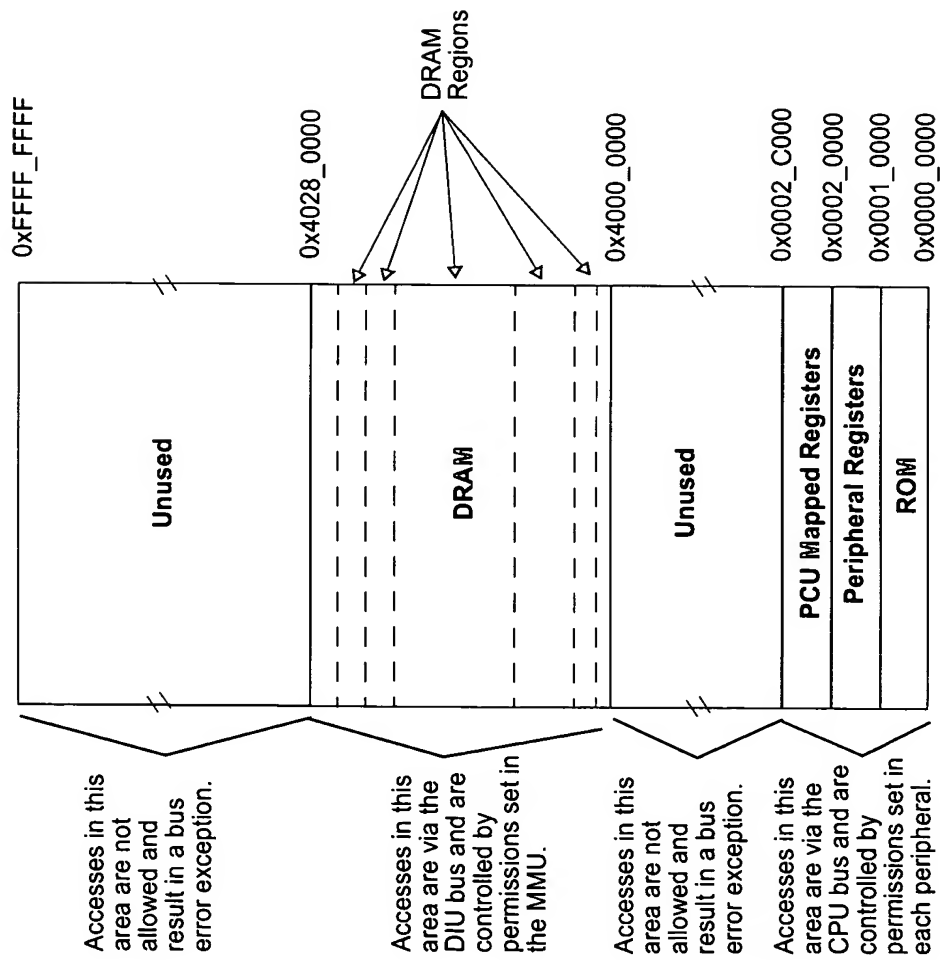 0xFFFF_FFFF
Unused
Accesses in this
area are not
allowed and
result in a bus
error exception.
0x4028_0000
DRAM
Regions
DRAM
Accesses in this
area are via the
DIU bus and are
controlled by
permissions set in
the MMU.
0x4000_0000
Unused
Accesses in this
area are not
allowed and
result in a bus
error exception.
0x0002_C000
PCU Mapped Registers
0x0002_0000
Peripheral Registers
0x0001_0000
ROM
0x0000_0000
Accesses in this
area are via the
CPU bus and are
controlled by
permissions set in
each peripheral.